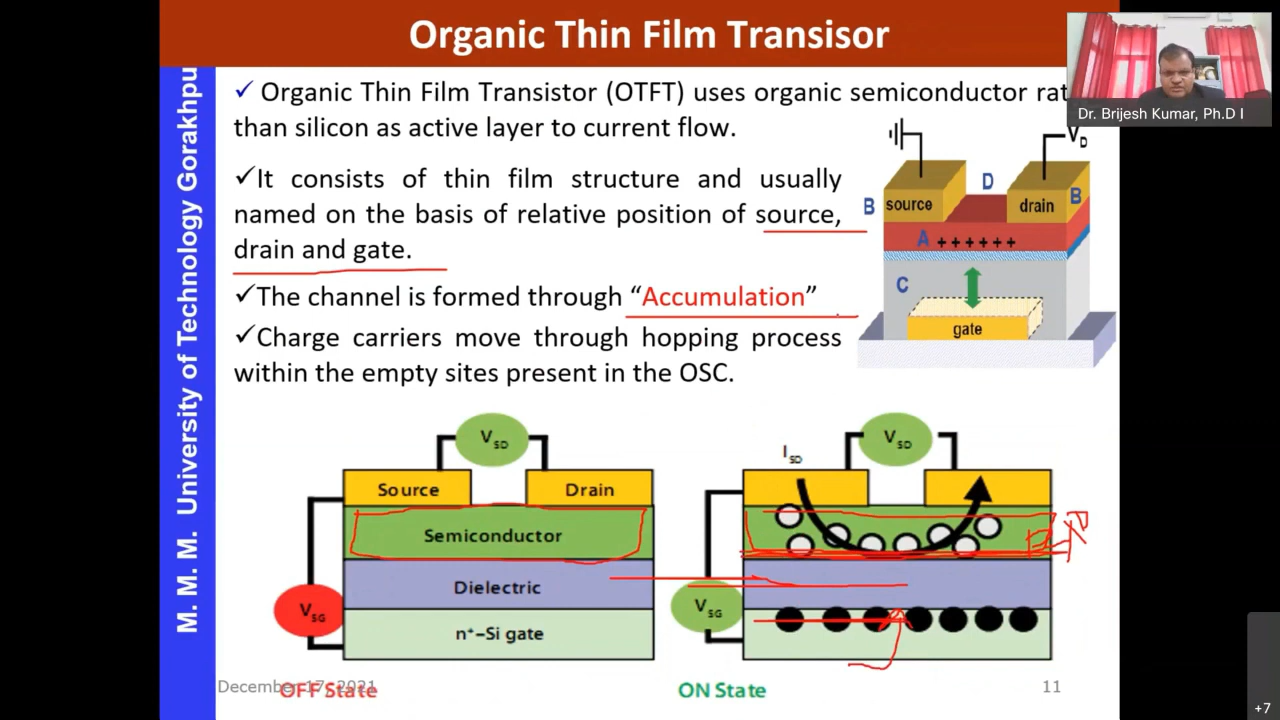 Organic Thin Film Transisor
Dr. Brijesh Kumar, Ph.D I
M. M. M. University of Technology Gorakhpu
✓ Organic Thin Film Transistor (OTFT) uses organic semiconductor rat
than silicon as active layer to current flow.
✓It consists of thin film structure and usually
named on the basis of relative position of source,
drain and gate.
✓The channel is formed through “Accumulation”
✓Charge carriers move through hopping process
within the empty sites present in the OSC.
V_D
B source D drain B
A ++++++
C
gate
V_SD
Source Drain
Semiconductor
Dielectric
V_SG
n⁺–Si gate
OFF State
I_SD V_SD
V_SG
ON State
December 17, 2021
11
+7